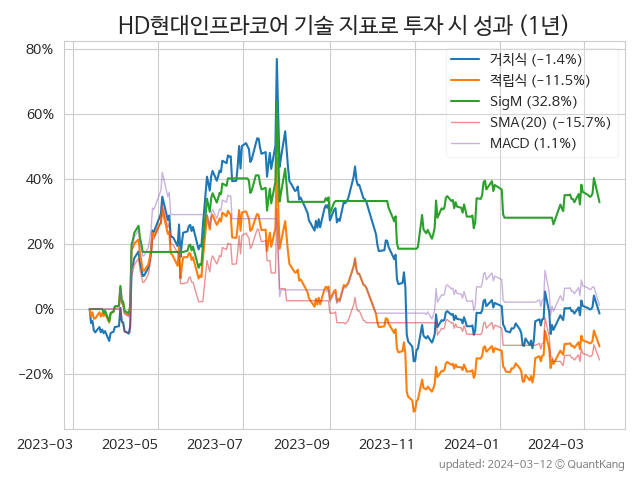 HD현대인프라코어 기술 지표로 투자 시 성과 (1년)
80%
60%
40%
20%
0%
−20%
거치식 (-1.4%)
적립식 (-11.5%)
SigM (32.8%)
SMA(20) (-15.7%)
MACD (1.1%)
2023-03 2023-05 2023-07 2023-09 2023-11 2024-01 2024-03
updated: 2024-03-12 © QuantKang